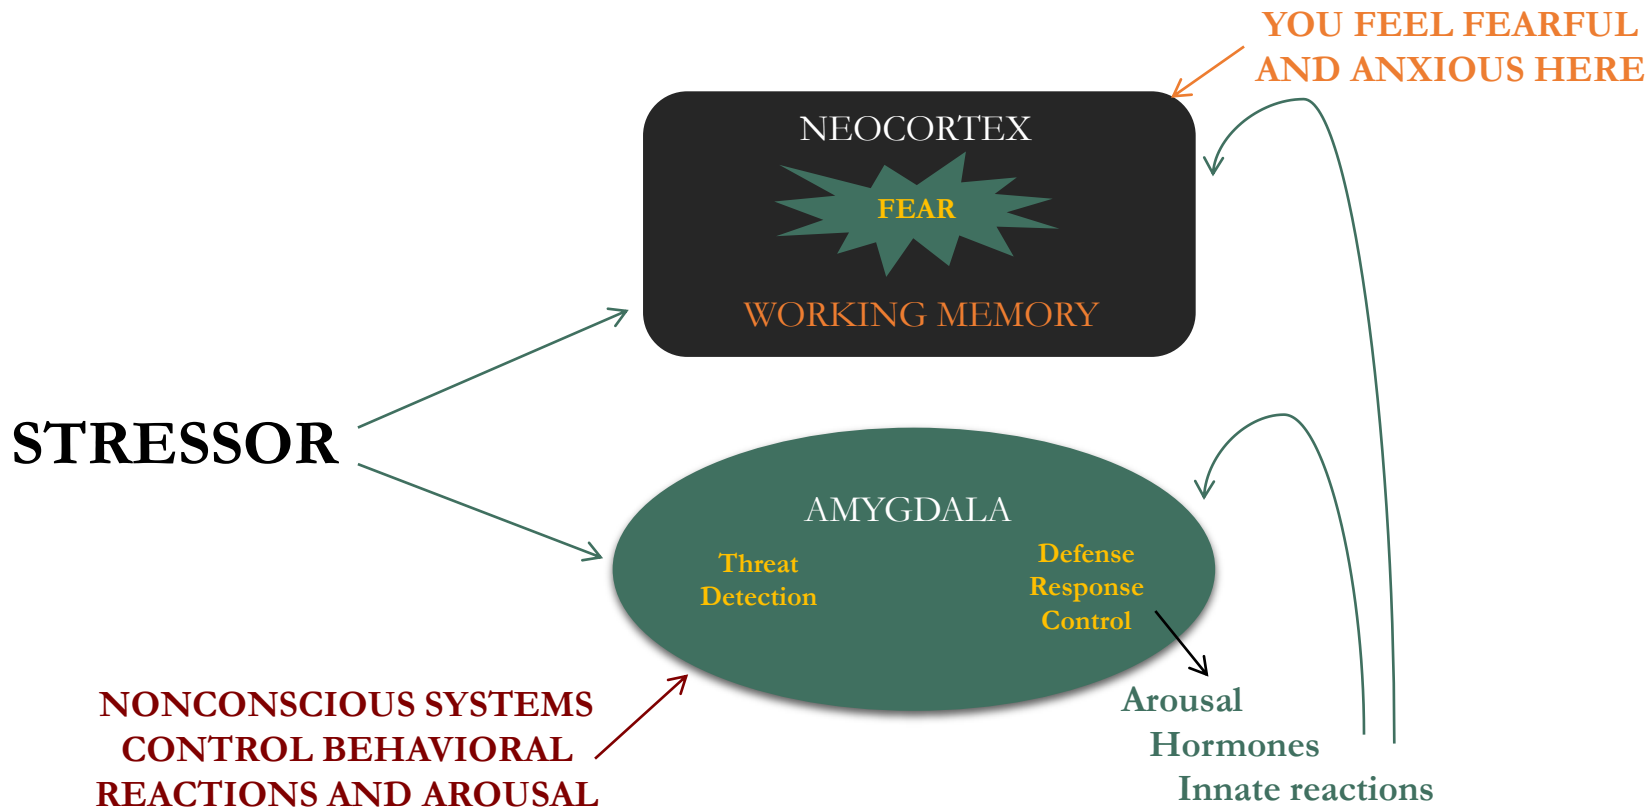 YOU FEEL FEARFUL
AND ANXIOUS HERE
NEOCORTEX
FEAR
WORKING MEMORY
STRESSOR
AMYGDALA
Threat
Detection
Defense
Response
Control
NONCONSCIOUS SYSTEMS
CONTROL BEHAVIORAL
REACTIONS AND AROUSAL
Arousal
Hormones
Innate reactions